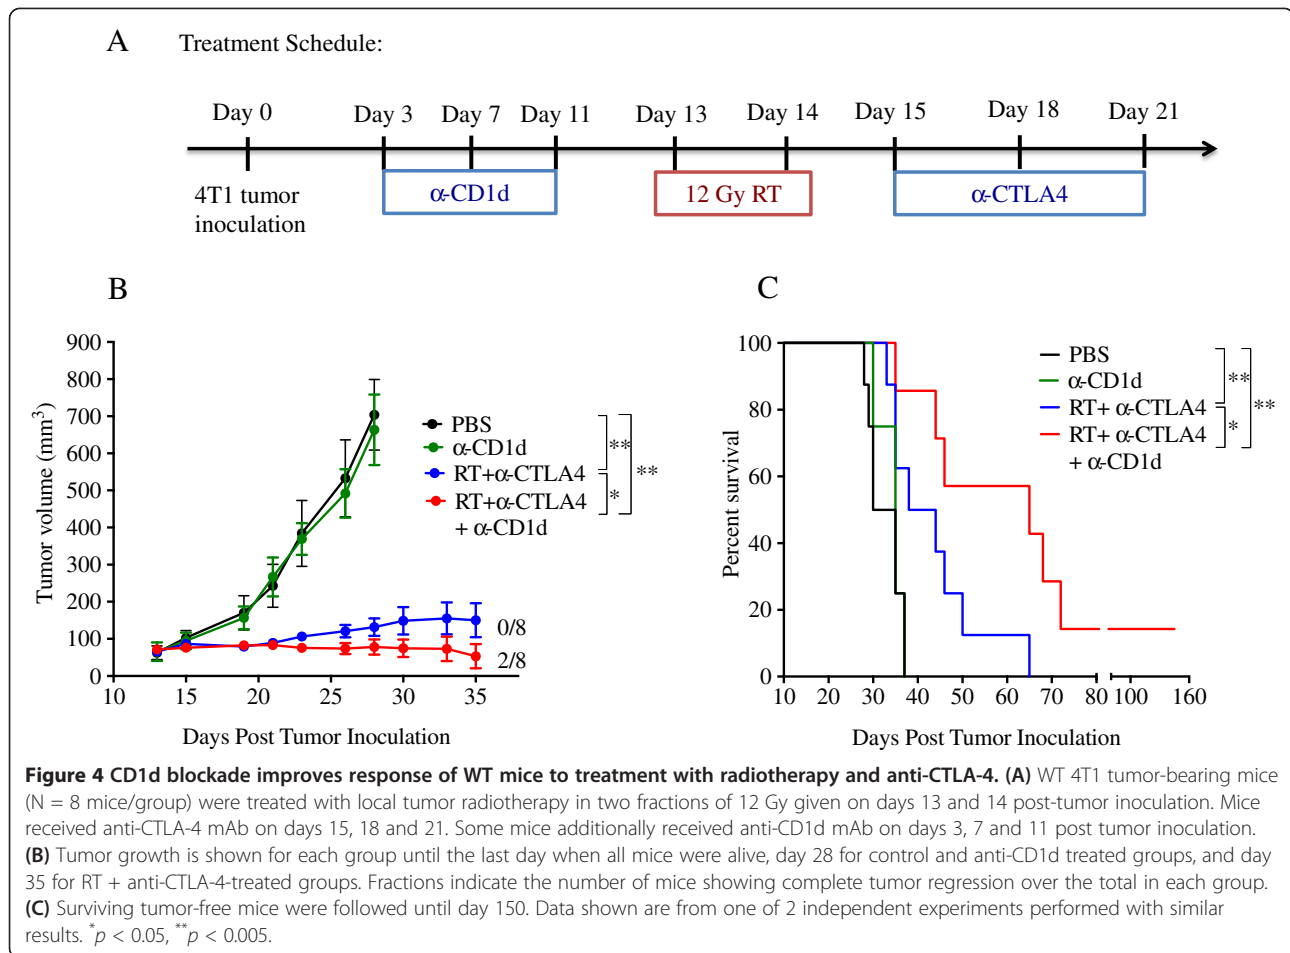 A Treatment Schedule:
Day 0 Day 3 Day 7 Day 11 Day 13 Day 14 Day 15 Day 18 Day 21
4T1 tumor
inoculation
α-CD1d 12 Gy RT α-CTLA4
B
900
800
700
600
500
400
300
200
100
0
Tumor volume (mm³)
10 15 20 25 30 35
Days Post Tumor Inoculation
PBS
α-CD1d
RT+α-CTLA4
RT+α-CTLA4
+ α-CD1d
**
*
**
0/8
2/8
C
100
80
60
40
20
0
Percent survival
10 20 30 40 50 60 70 80 100 160
Days Post Tumor Inoculation
PBS
α-CD1d
RT+ α-CTLA4
RT+ α-CTLA4
+ α-CD1d
**
*
**
Figure 4 CD1d blockade improves response of WT mice to treatment with radiotherapy and anti-CTLA-4. (A) WT 4T1 tumor-bearing mice
(N = 8 mice/group) were treated with local tumor radiotherapy in two fractions of 12 Gy given on days 13 and 14 post-tumor inoculation. Mice
received anti-CTLA-4 mAb on days 15, 18 and 21. Some mice additionally received anti-CD1d mAb on days 3, 7 and 11 post tumor inoculation.
(B) Tumor growth is shown for each group until the last day when all mice were alive, day 28 for control and anti-CD1d treated groups, and day
35 for RT + anti-CTLA-4-treated groups. Fractions indicate the number of mice showing complete tumor regression over the total in each group.
(C) Surviving tumor-free mice were followed until day 150. Data shown are from one of 2 independent experiments performed with similar
results. *p < 0.05, **p < 0.005.